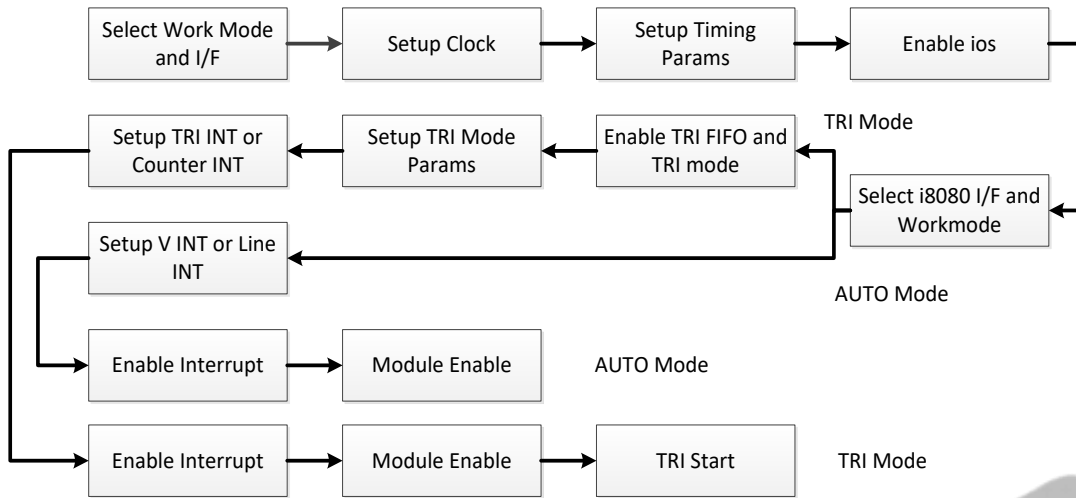 Select Work Mode
and I/F
Setup Clock
Setup Timing
Params
Enable ios
TRI Mode
Setup TRI INT or
Counter INT
Setup TRI Mode
Params
Enable TRI FIFO and
TRI mode
Select i8080 I/F and
Workmode
Setup V INT or Line
INT
AUTO Mode
Enable Interrupt
Module Enable
AUTO Mode
Enable Interrupt
Module Enable
TRI Start
TRI Mode